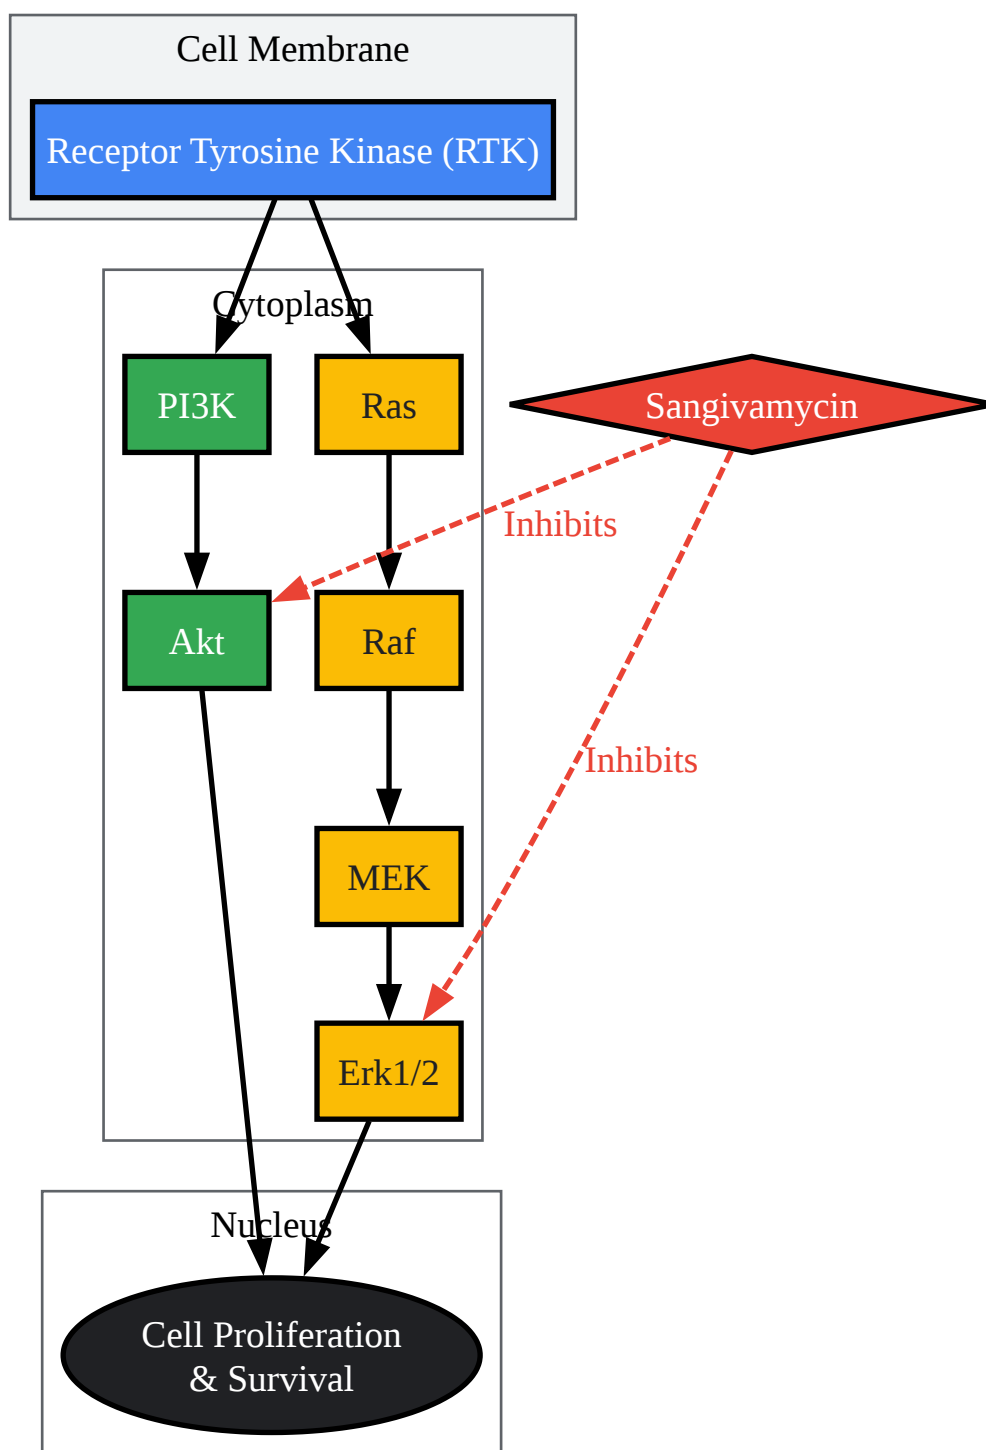 Cell Membrane
Receptor Tyrosine Kinase (RTK)
Cytoplasm
PI3K
Ras
Sangivamycin
Inhibits
Akt
Raf
Inhibits
MEK
Erk1/2
Nucleus
Cell Proliferation
& Survival